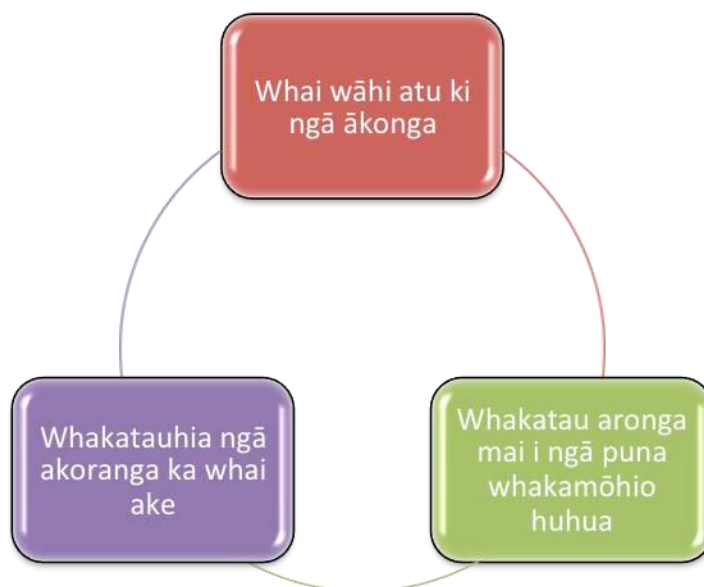 Whai wāhi atu ki
ngā ākonga
Whakatau aronga
mai i ngā puna
whakamōhio
huhua
Whakatauhia ngā
akoranga ka whai
ake